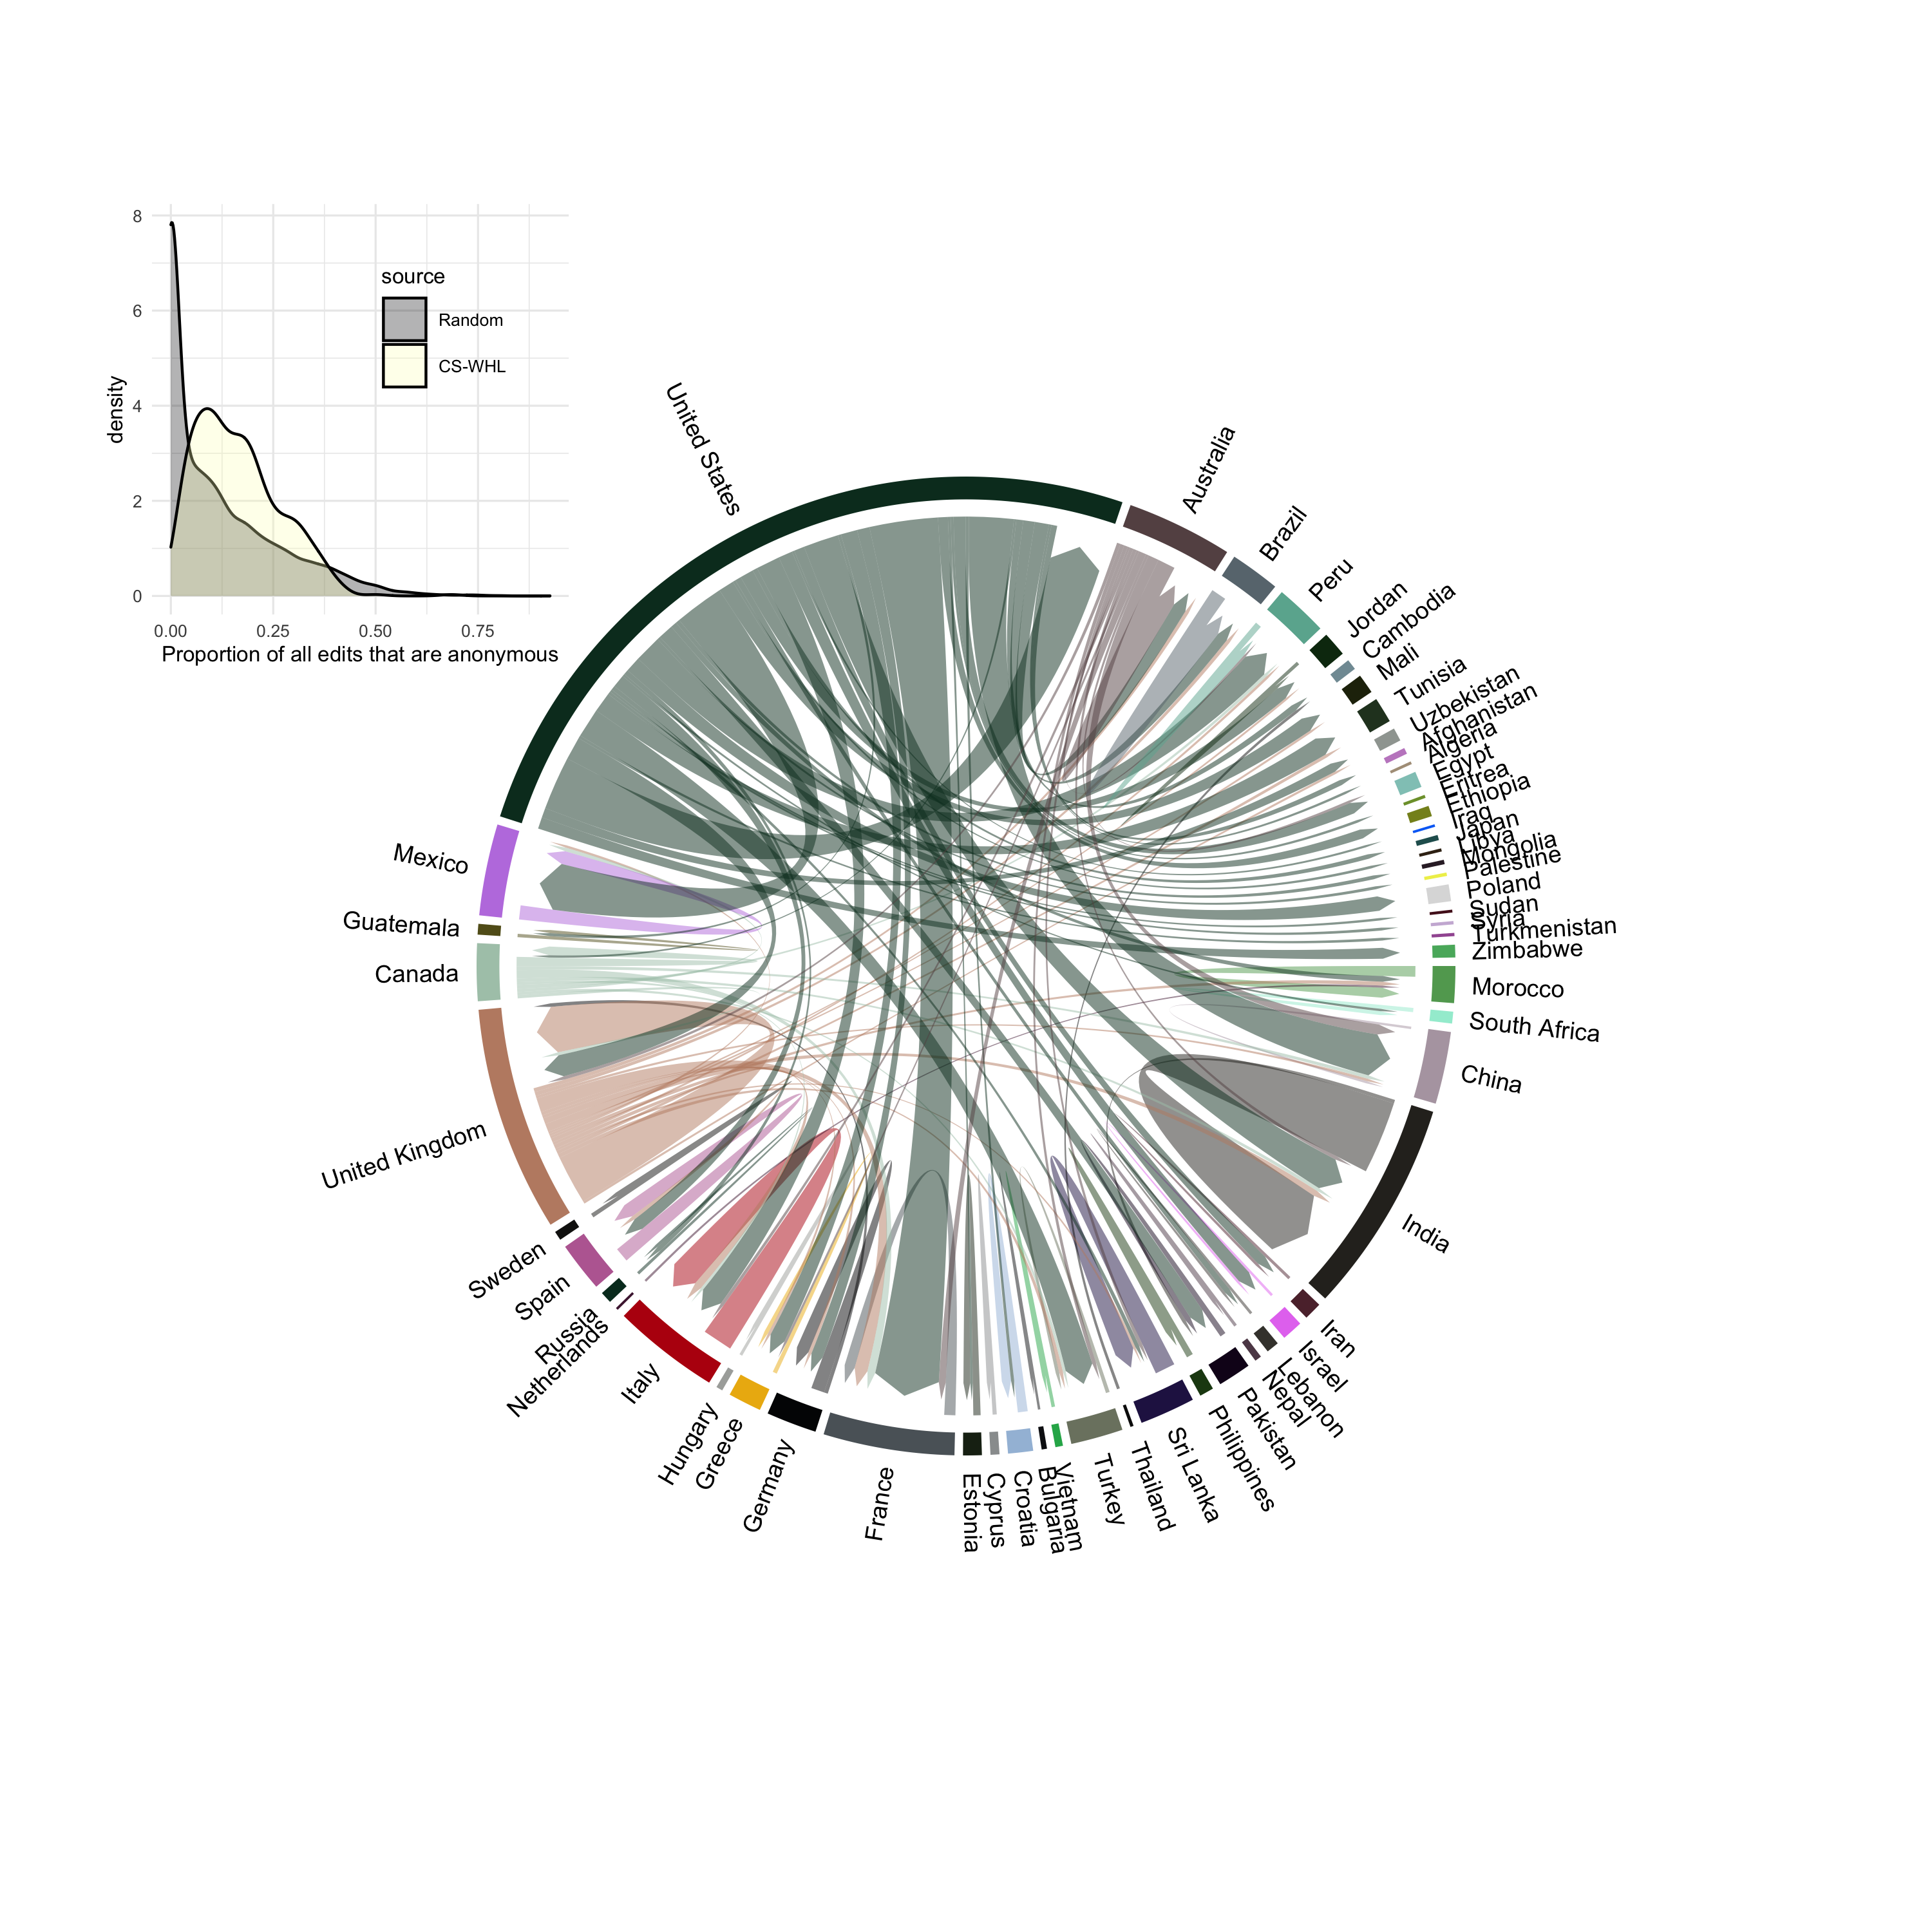 8
6
4
2
0
density
source
Random
CS-WHL
0.00 0.25 0.50 0.75
Proportion of all edits that are anonymous
United States
Australia
Brazil
Peru
Jordan
Cambodia
Mali
Tunisia
Uzbekistan
Afghanistan
Algeria
Egypt
Eritrea
Ethiopia
Iraq
Japan
Libya
Mongolia
Palestine
Poland
Sudan
Syria
Turkmenistan
Zimbabwe
Morocco
South Africa
China
India
Iran
Israel
Lebanon
Nepal
Pakistan
Philippines
Sri Lanka
Thailand
Turkey
Vietnam
Bulgaria
Croatia
Cyprus
Estonia
France
Germany
Greece
Hungary
Italy
Netherlands
Russia
Spain
Sweden
United Kingdom
Canada
Guatemala
Mexico